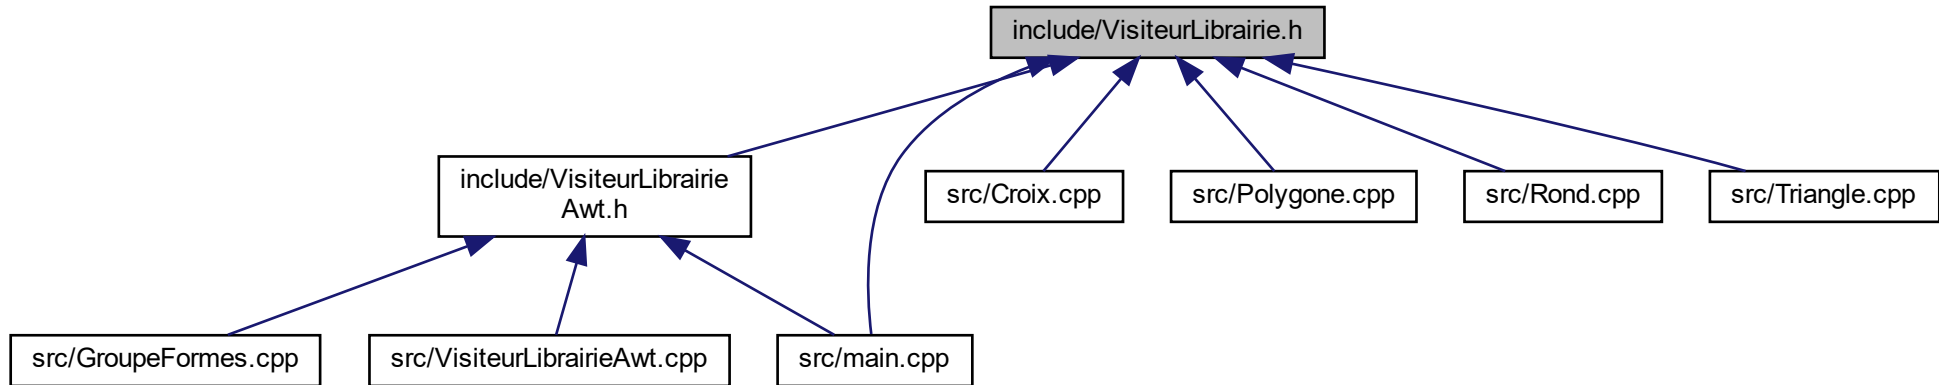 include/VisiteurLibrairie.h
include/VisiteurLibrairie
Awt.h
src/Croix.cpp
src/Polygone.cpp
src/Rond.cpp
src/Triangle.cpp
src/GroupeFormes.cpp
src/VisiteurLibrairieAwt.cpp
src/main.cpp